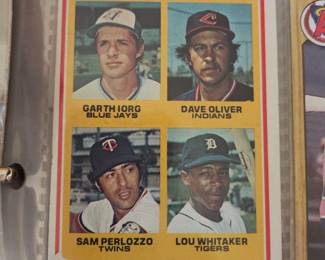 GARTH IORG
BLUE JAYS
DAVE OLIVER
INDIANS
SAM PERLOZZO
TWINS
LOU WHITAKER
TIGERS